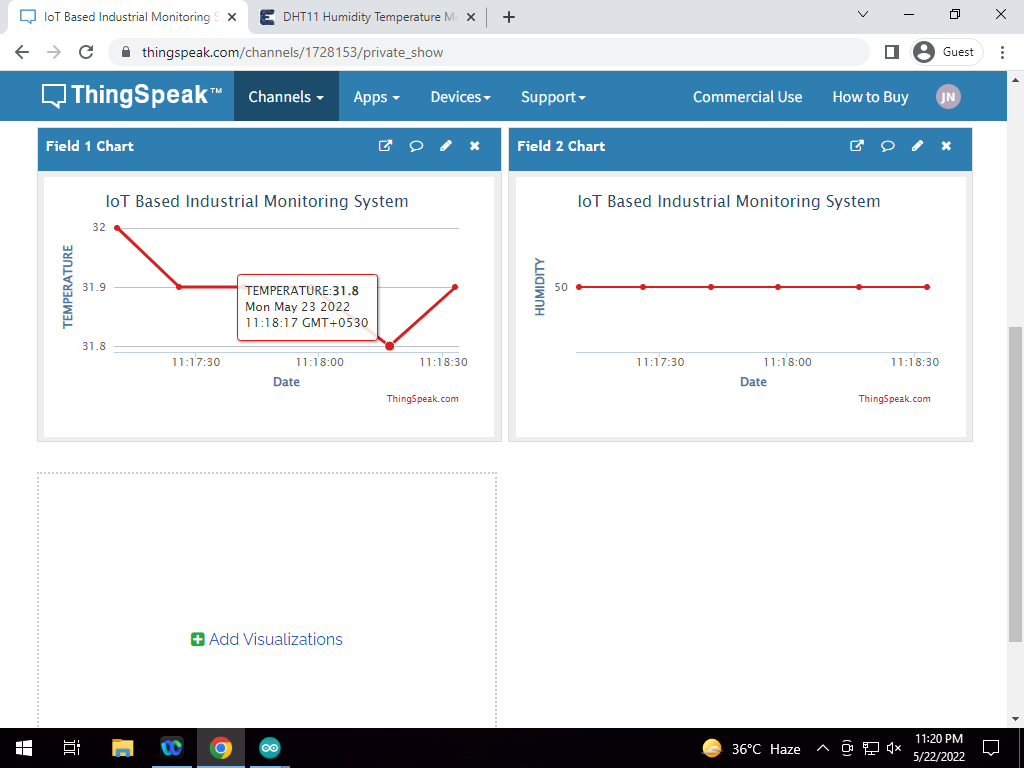 IoT Based Industrial Monitoring S
DHT11 Humidity Temperature Mo
thingspeak.com/channels/1728153/private_show
Guest
ThingSpeak™
Channels
Apps
Devices
Support
Commercial Use
How to Buy
JN
Field 1 Chart
IoT Based Industrial Monitoring System
TEMPERATURE
32
31.9
31.8
TEMPERATURE:31.8
Mon May 23 2022
11:18:17 GMT+0530
11:17:30
11:18:00
11:18:30
Date
ThingSpeak.com
Field 2 Chart
IoT Based Industrial Monitoring System
HUMIDITY
50
11:17:30
11:18:00
11:18:30
Date
ThingSpeak.com
Add Visualizations
36°C Haze
11:20 PM
5/22/2022